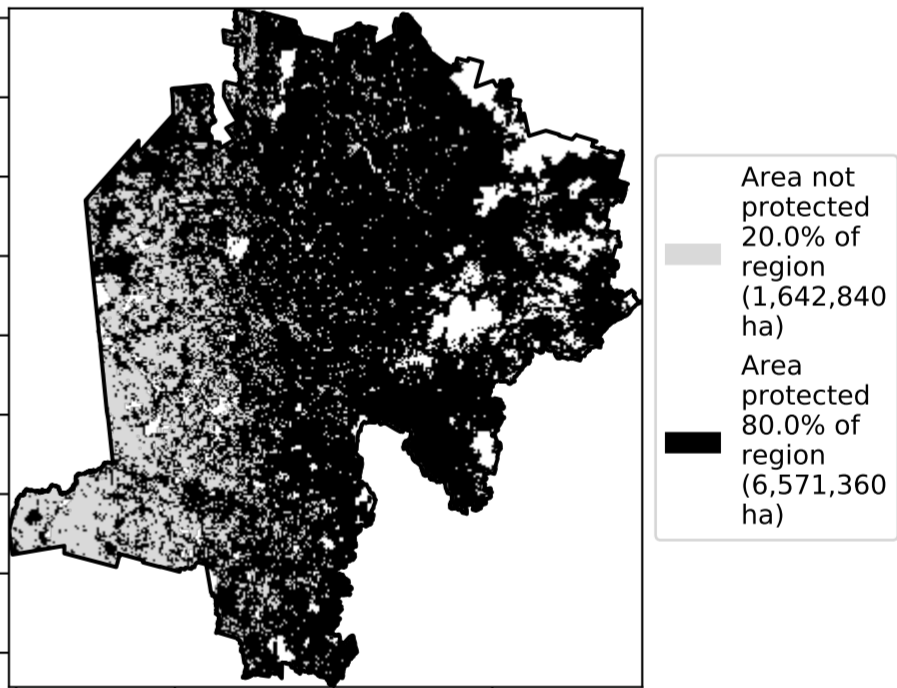 Area not
protected
20.0% of
region
(1,642,840
ha)
Area
protected
80.0% of
region
(6,571,360
ha)